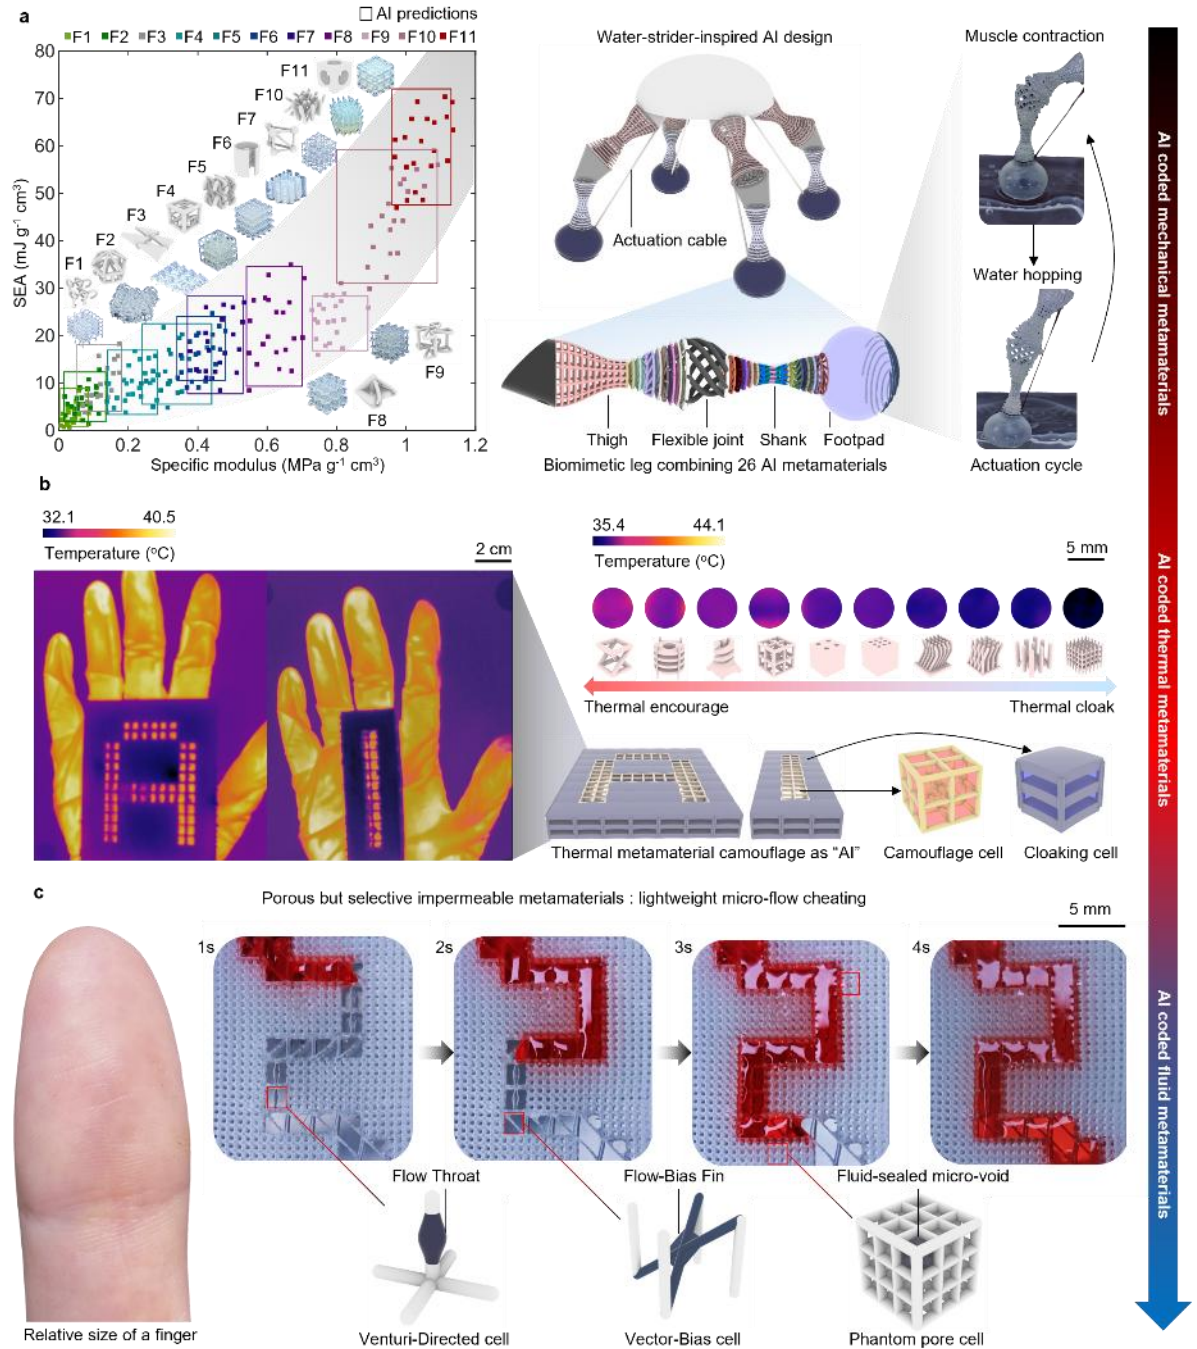 a
AI predictions
F1 F2 F3 F4 F5 F6 F7 F8 F9 F10 F11
80
70
60
50
40
30
20
10
0
SEA (mJ g⁻¹ cm³)
0 0.2 0.4 0.6 0.8 1 1.2
Specific modulus (MPa g⁻¹ cm³)
F11
F10
F7
F6
F5
F4
F3
F2
F1
F9
F8
Water-strider-inspired AI design
Actuation cable
Thigh Flexible joint Shank Footpad
Biomimetic leg combining 26 AI metamaterials
Muscle contraction
Water hopping
Actuation cycle
AI coded mechanical metamaterials
b
32.1 40.5
Temperature (°C)
2 cm
35.4 44.1
Temperature (°C)
5 mm
Thermal encourage Thermal cloak
Thermal metamaterial camouflage as “AI”
Camouflage cell
Cloaking cell
AI coded thermal metamaterials
c
Porous but selective impermeable metamaterials : lightweight micro-flow cheating
5 mm
1s
2s
3s
4s
Flow Throat
Flow-Bias Fin
Fluid-sealed micro-void
Relative size of a finger
Venturi-Directed cell
Vector-Bias cell
Phantom pore cell
AI coded fluid metamaterials